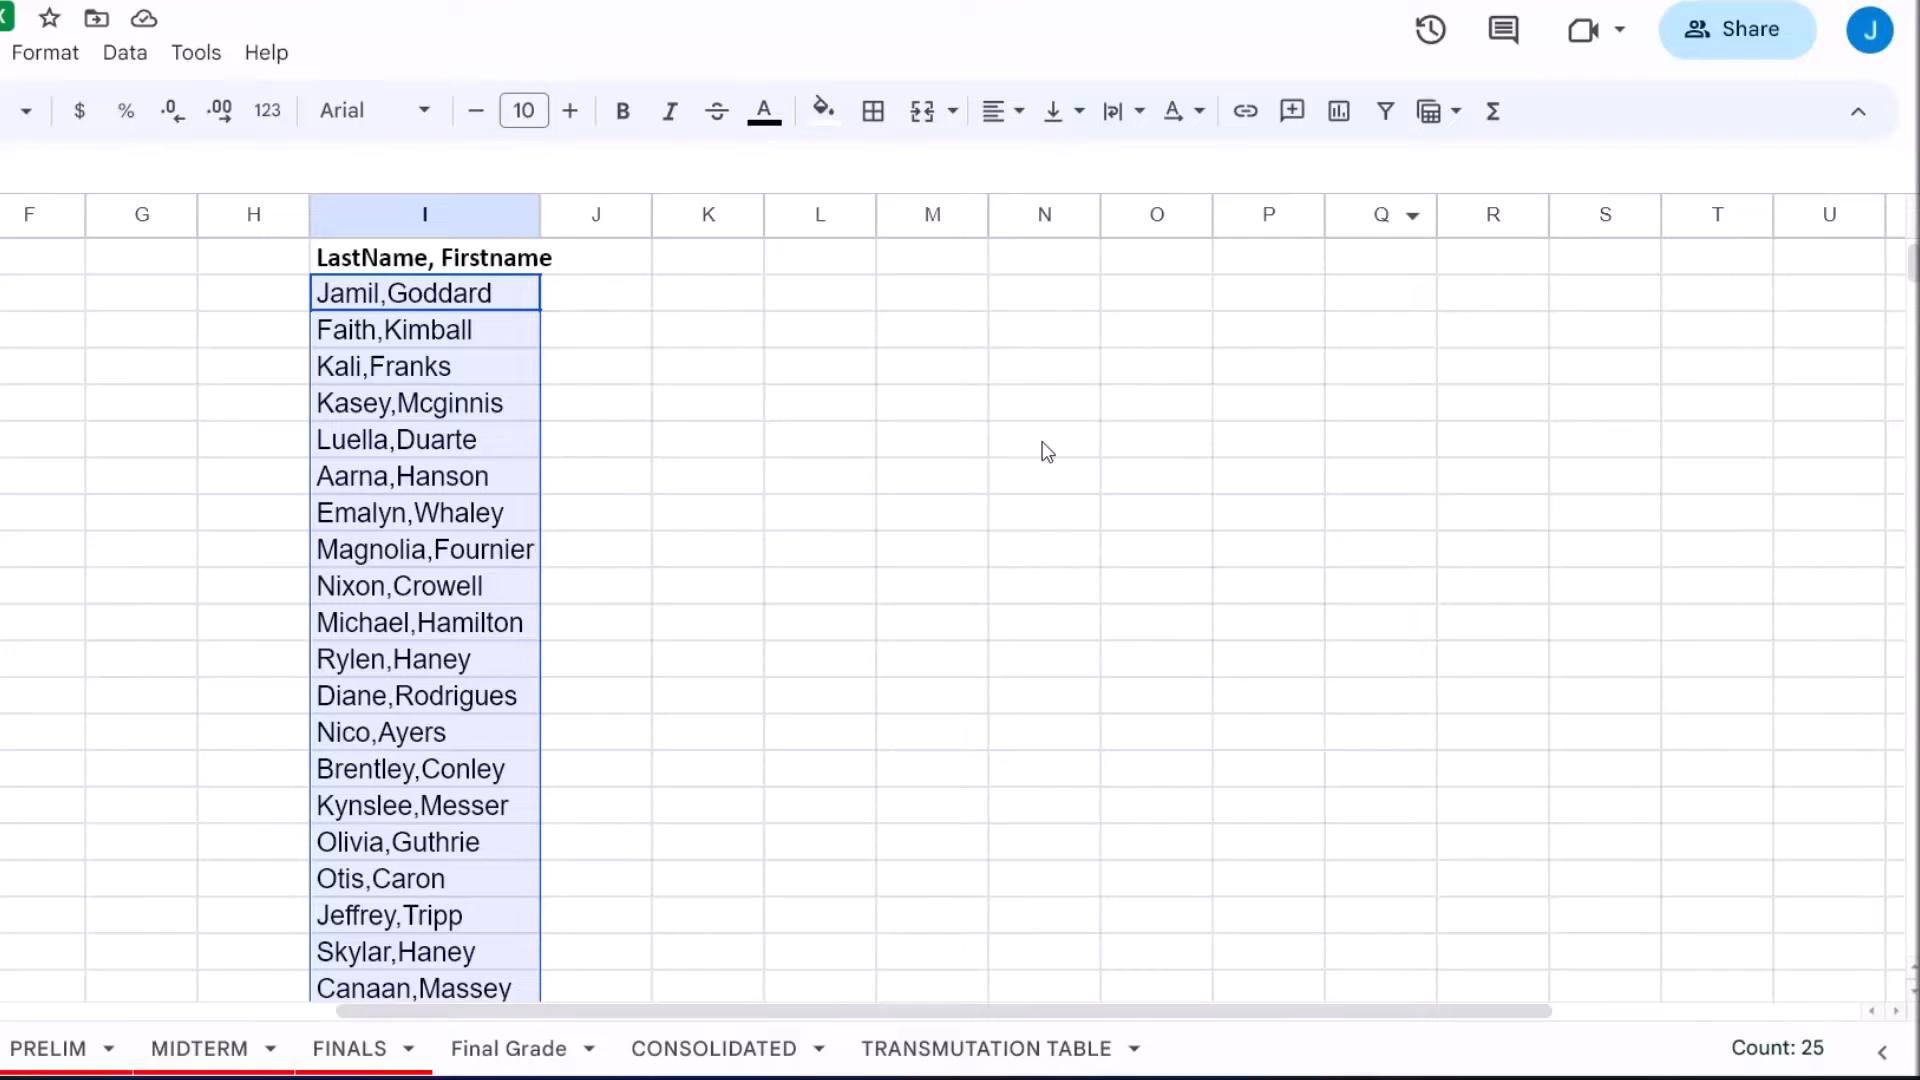 Share
J
Format Data Tools Help
$ % .0 .00 123 Arial 10 B I A A Σ
F G H I J K L M N O P Q R S T U
LastName, Firstname
Jamil,Goddard
Faith,Kimball
Kali,Franks
Kasey,Mcginnis
Luella,Duarte
Aarna,Hanson
Emalyn,Whaley
Magnolia,Fournier
Nixon,Crowell
Michael,Hamilton
Rylen,Haney
Diane,Rodrigues
Nico,Ayers
Brentley,Conley
Kynslee,Messer
Olivia,Guthrie
Otis,Caron
Jeffrey,Tripp
Skylar,Haney
Canaan,Massey
PRELIM MIDTERM FINALS Final Grade CONSOLIDATED TRANSMUTATION TABLE Count: 25